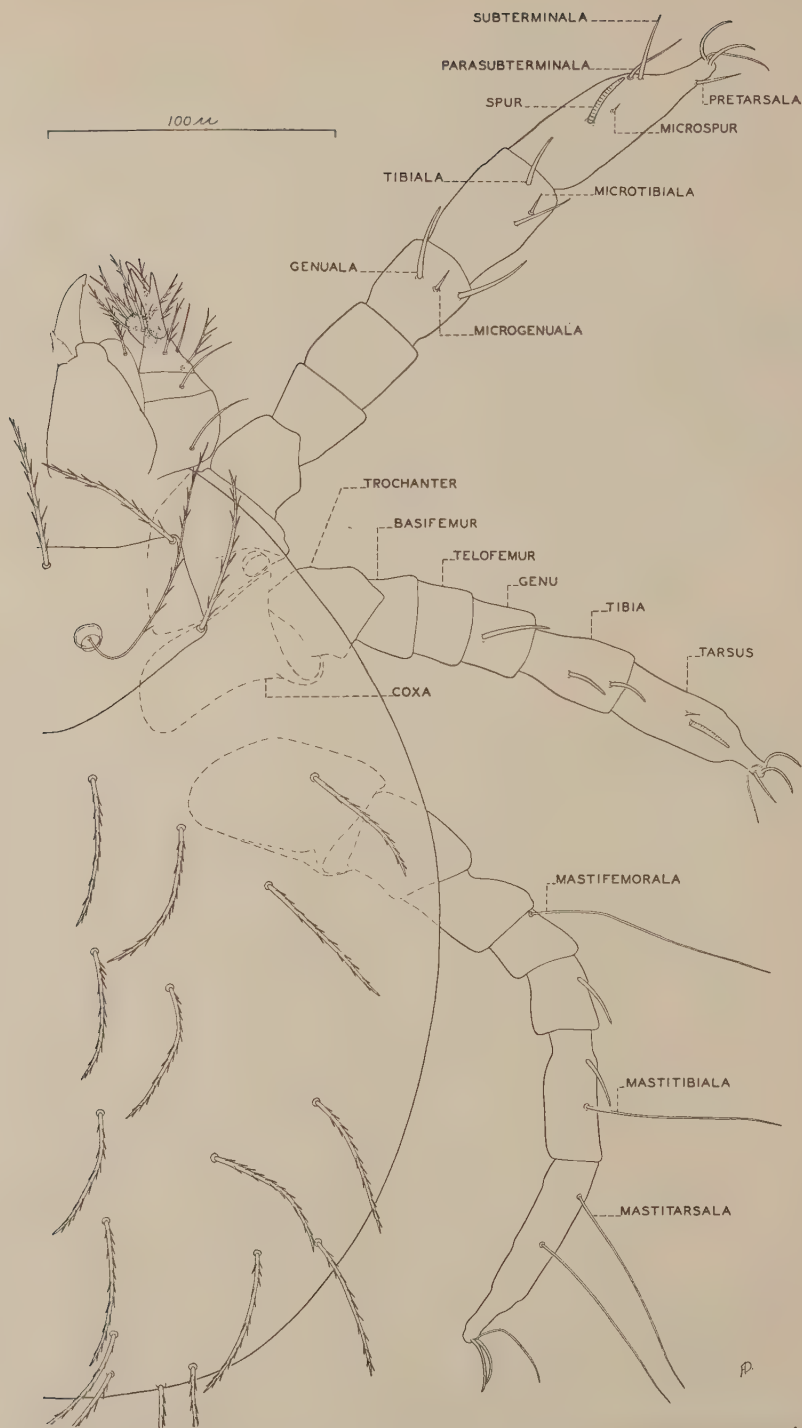 SUBTERMINALA
PARASUBTERMINALA
SPUR
PRETARSALA
MICROSPUR
100 µ
TIBIALA
MICROTIBIALA
GENUALA
MICROGENUALA
TROCHANTER
BASIFEMUR
TELOFEMUR
GENU
TIBIA
TARSUS
COXA
MASTIFEMORALA
MASTITIBIALA
MASTITARSALA